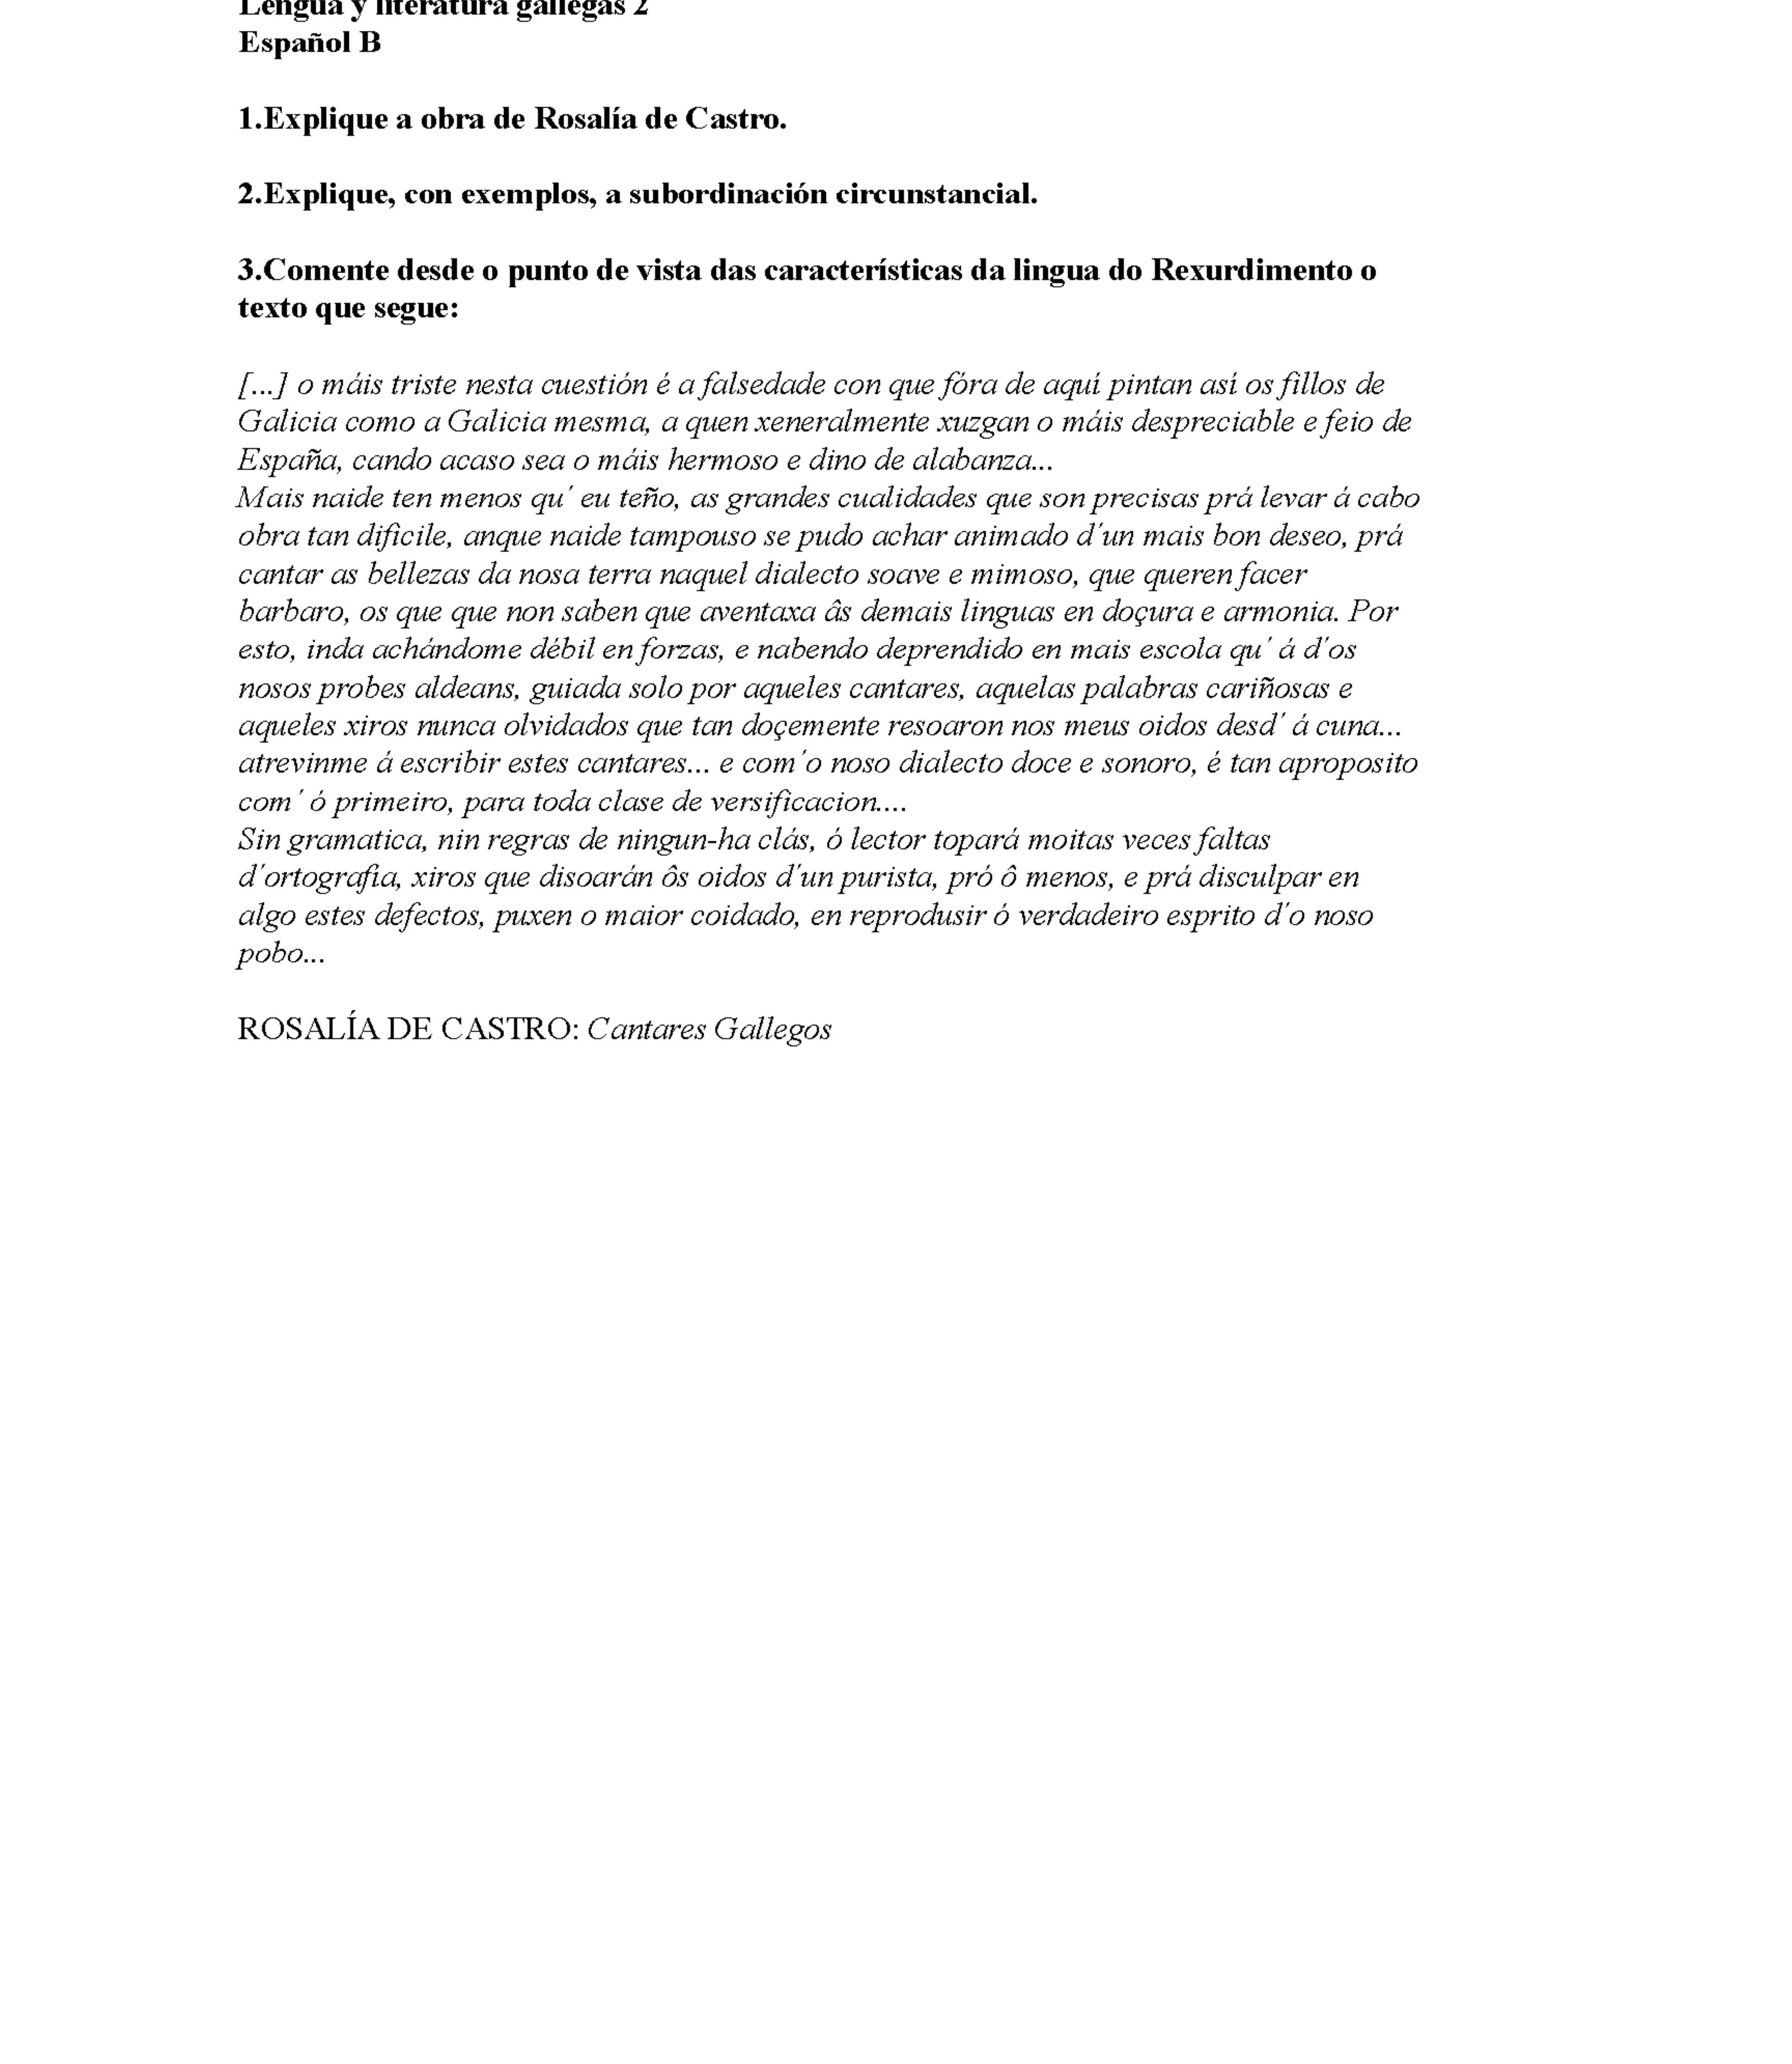 Lengua y literatura gallegas 2
Español B
1.Explique a obra de Rosalía de Castro.
2.Explique, con exemplos, a subordinación circunstancial.
3.Comente desde o punto de vista das características da lingua do Rexurdimento o
texto que segue:
[...] o máis triste nesta cuestión é a falsedade con que fóra de aquí pintan así os fillos de
Galicia como a Galicia mesma, a quen xeneralmente xuzgan o máis despreciable e feio de
España, cando acaso sea o máis hermoso e dino de alabanza...
Mais naide ten menos qu´ eu teño, as grandes cualidades que son precisas prá levar á cabo
obra tan dificile, anque naide tampouso se pudo achar animado d´un mais bon deseo, prá
cantar as bellezas da nosa terra naquel dialecto soave e mimoso, que queren facer
barbaro, os que que non saben que aventaxa âs demais linguas en doçura e armonia. Por
esto, inda achándome débil en forzas, e nabendo deprendido en mais escola qu´ á d´os
nosos probes aldeans, guiada solo por aqueles cantares, aquelas palabras cariñosas e
aqueles xiros nunca olvidados que tan doçemente resoaron nos meus oidos desd´ á cuna...
atrevinme á escribir estes cantares... e com´o noso dialecto doce e sonoro, é tan aproposito
com´ ó primeiro, para toda clase de versificacion....
Sin gramatica, nin regras de ningun-ha clás, ó lector topará moitas veces faltas
d´ortografia, xiros que disoarán ôs oidos d´un purista, pró ô menos, e prá disculpar en
algo estes defectos, puxen o maior coidado, en reprodusir ó verdadeiro esprito d´o noso
pobo...
ROSALÍA DE CASTRO: Cantares Gallegos